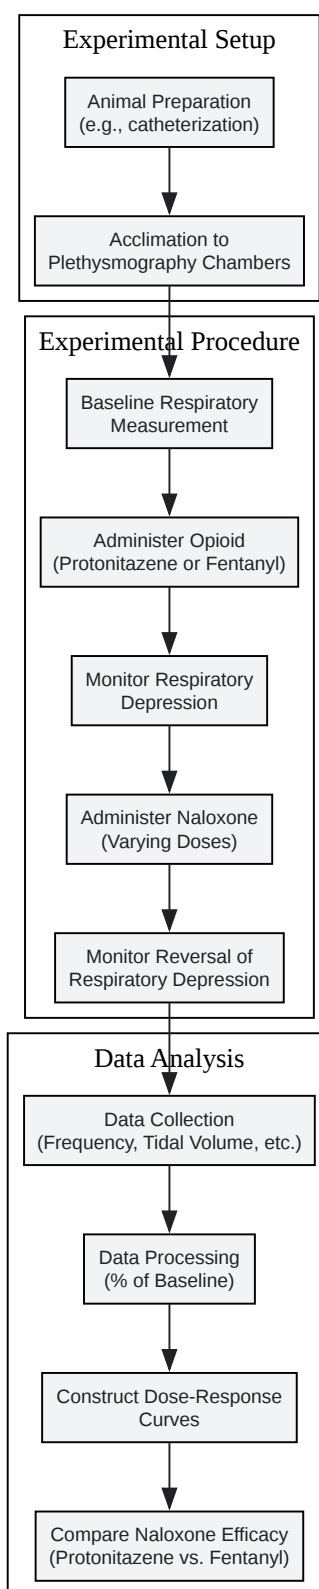 Experimental Setup
Animal Preparation
(e.g., catheterization)
Acclimation to
Plethysmography Chambers
Experimental Procedure
Baseline Respiratory
Measurement
Administer Opioid
(Protonitazene or Fentanyl)
Monitor Respiratory
Depression
Administer Naloxone
(Varying Doses)
Monitor Reversal of
Respiratory Depression
Data Analysis
Data Collection
(Frequency, Tidal Volume, etc.)
Data Processing
(% of Baseline)
Construct Dose-Response
Curves
Compare Naloxone Efficacy
(Protonitazene vs. Fentanyl)